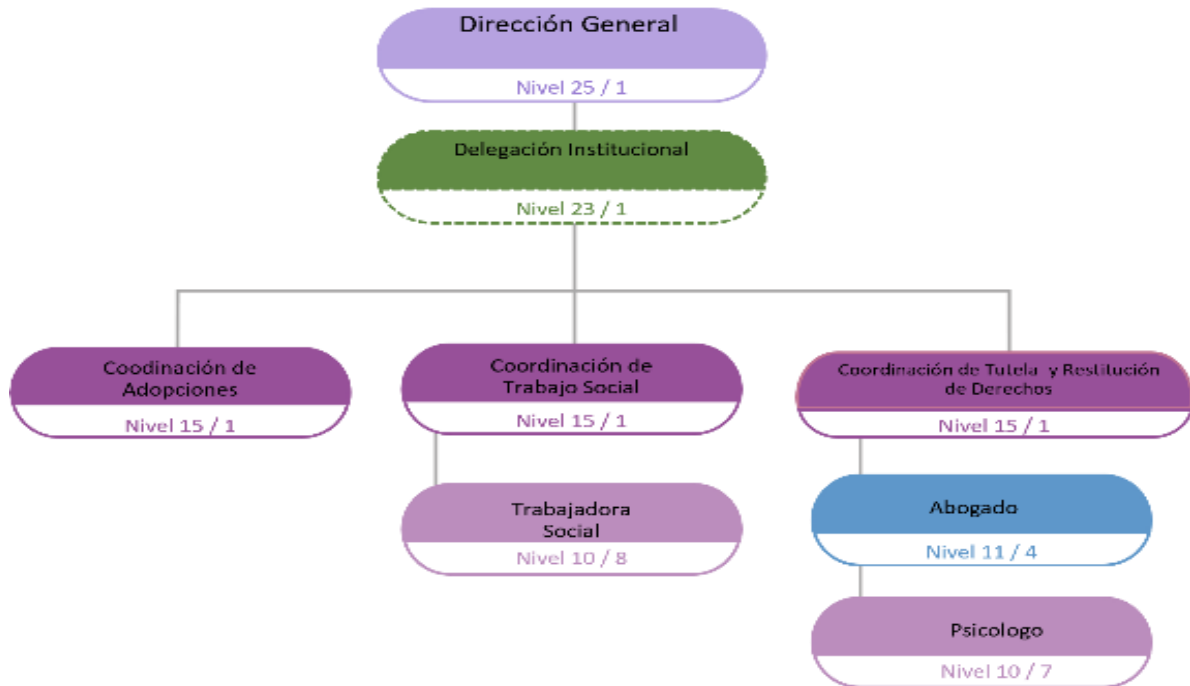 Dirección General
Nivel 25 / 1
Delegación Institucional
Nivel 23 / 1
Coodinación de
Adopciones
Nivel 15 / 1
Coordinación de
Trabajo Social
Nivel 15 / 1
Trabajadora
Social
Nivel 10 / 8
Coordinación de Tutela y Restitución
de Derechos
Nivel 15 / 1
Abogado
Nivel 11 / 4
Psicologo
Nivel 10 / 7